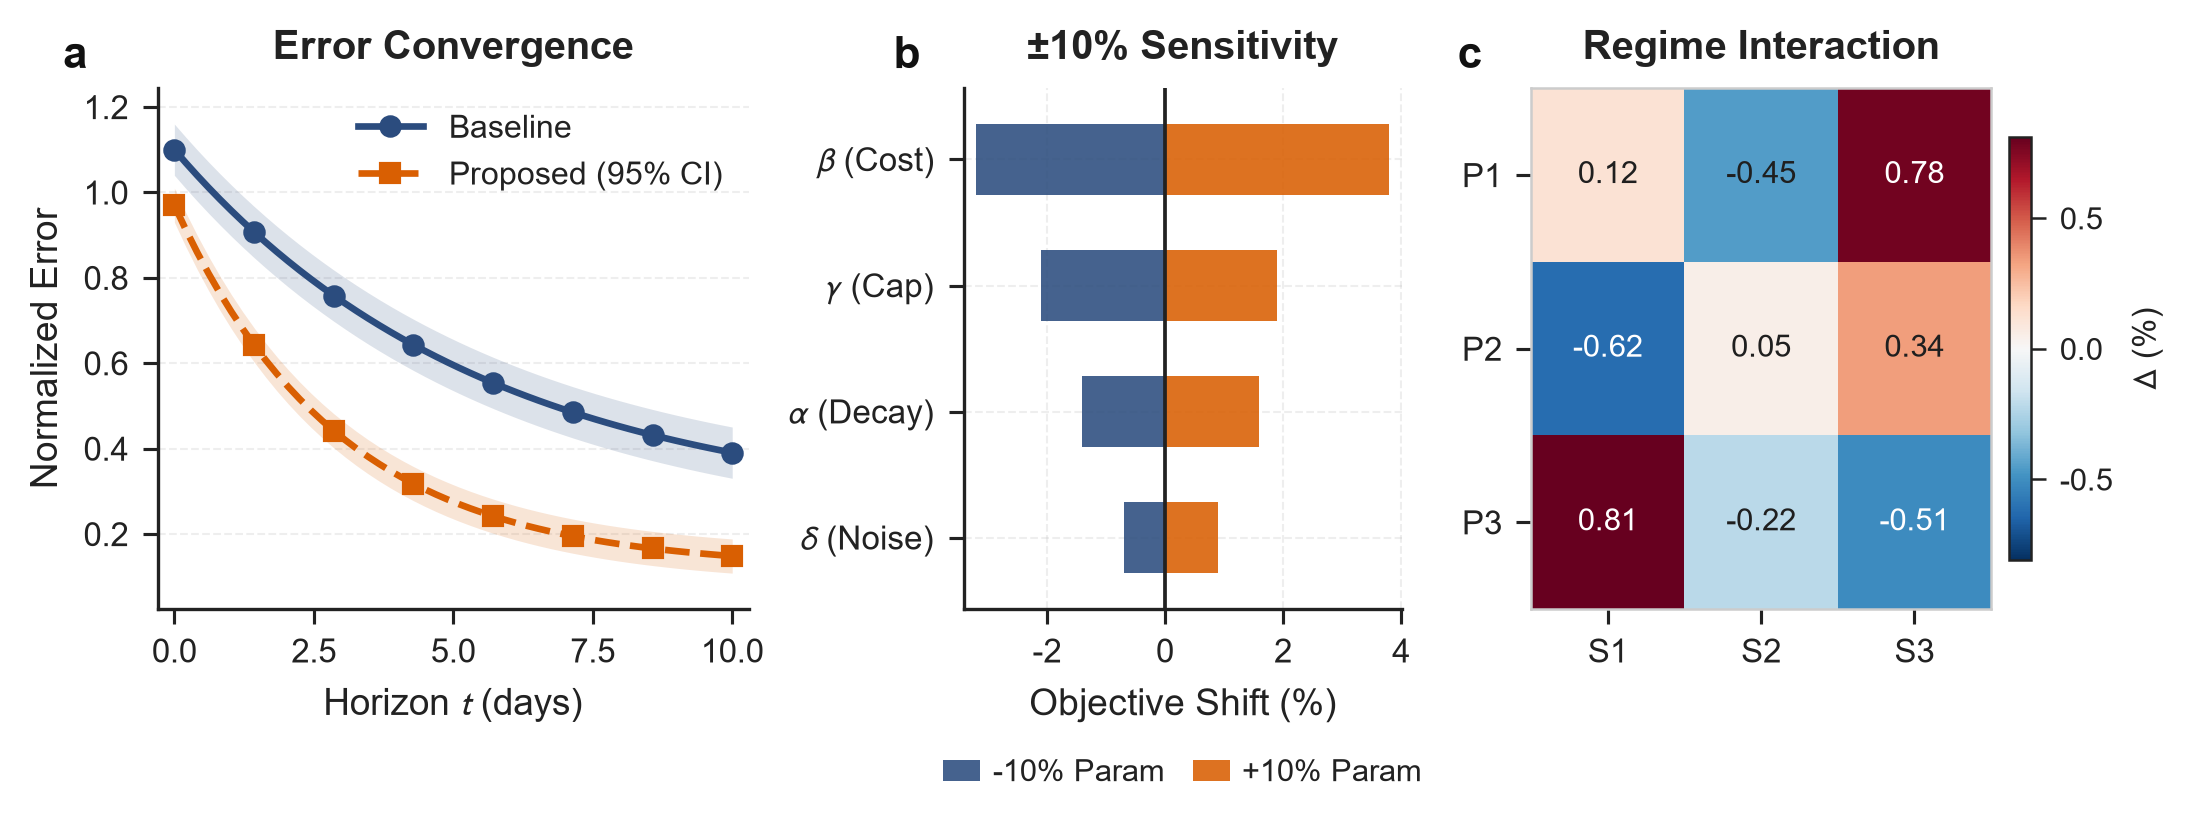 a
Error Convergence
1.2
1.0
0.8
0.6
0.4
0.2
Normalized Error
Baseline
Proposed (95% CI)
0.0 2.5 5.0 7.5 10.0
Horizon t (days)
b
±10% Sensitivity
β (Cost)
γ (Cap)
α (Decay)
δ (Noise)
-2 0 2 4
Objective Shift (%)
-10% Param +10% Param
c
Regime Interaction
P1 0.12 -0.45 0.78
P2 -0.62 0.05 0.34
P3 0.81 -0.22 -0.51
S1 S2 S3
0.5
0.0
-0.5
Δ (%)